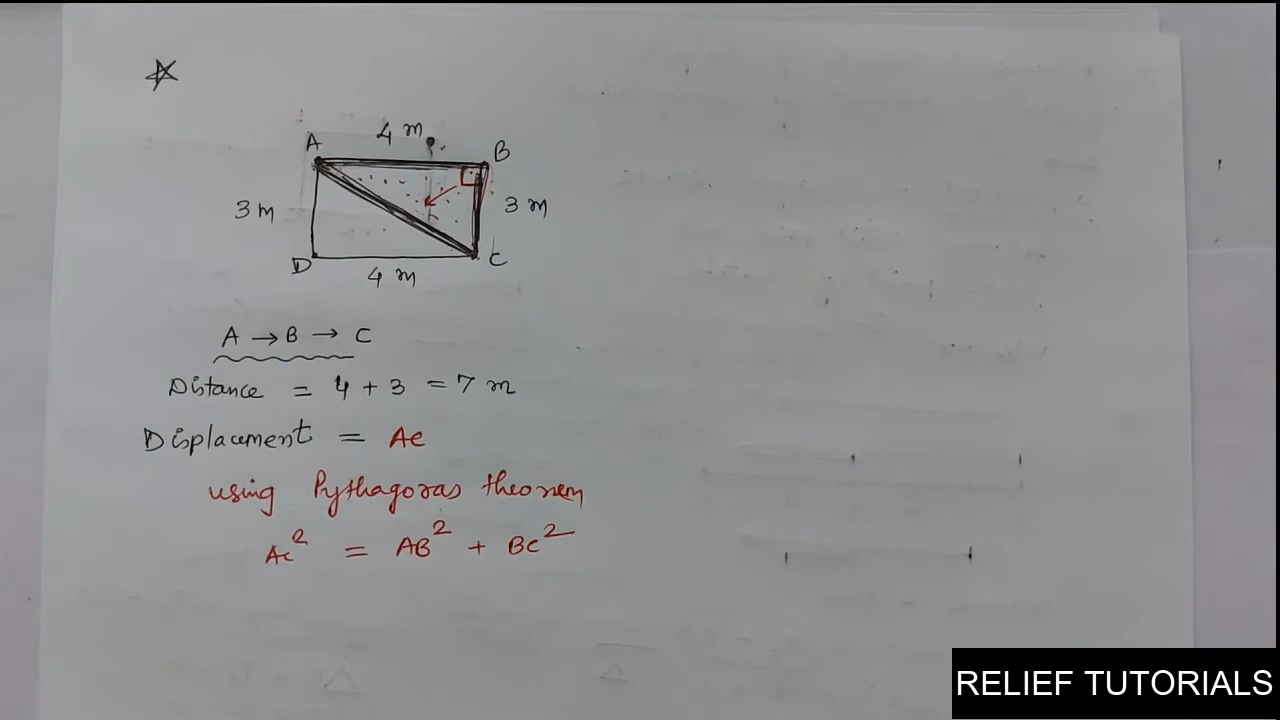 4 m
A B
3 m 3 m
D C
4 m
A → B → C
Distance = 4 + 3 = 7 m
Displacement = AC
using Pythagoras theorem
AC² = AB² + BC²
RELIEF TUTORIALS